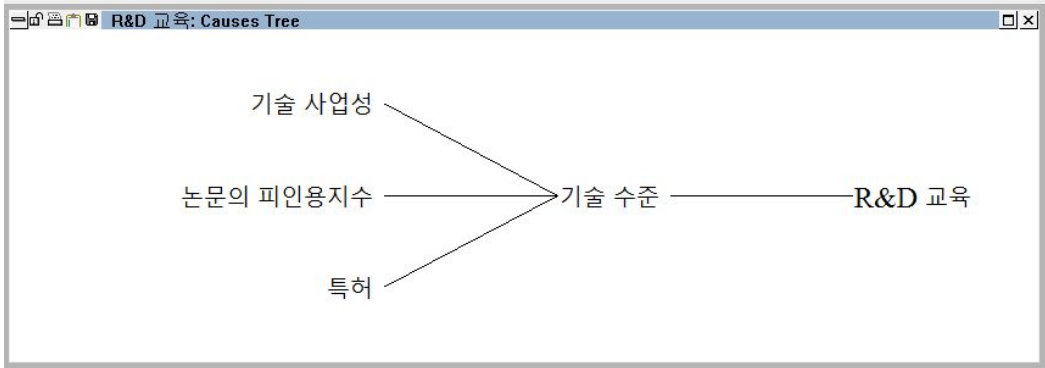 R&D 교육: Causes Tree
기술 사업성
논문의 피인용지수
기술 수준
R&D 교육
특허